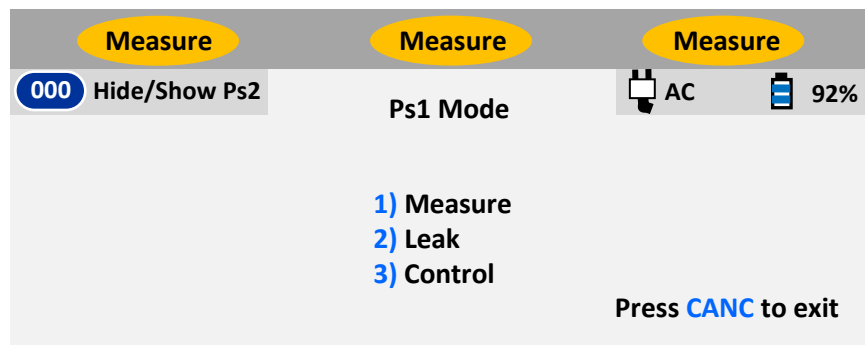 Measure Measure Measure
000 Hide/Show Ps2
AC 92%
Ps1 Mode
1) Measure
2) Leak
3) Control
Press CANC to exit